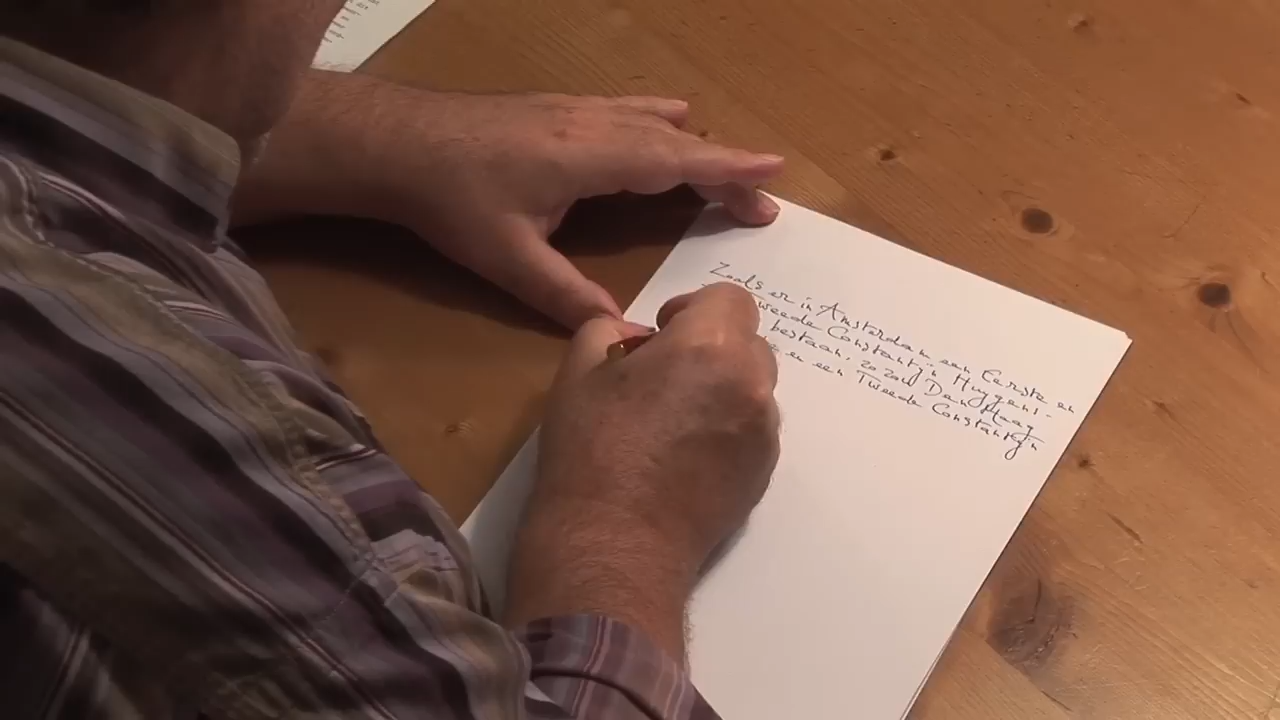 Zoals er in Amsterdam een Eerste en
Tweede Constantijn Huygens-
bestaan, zo zou Den Haag
en een Tweede Constantijn